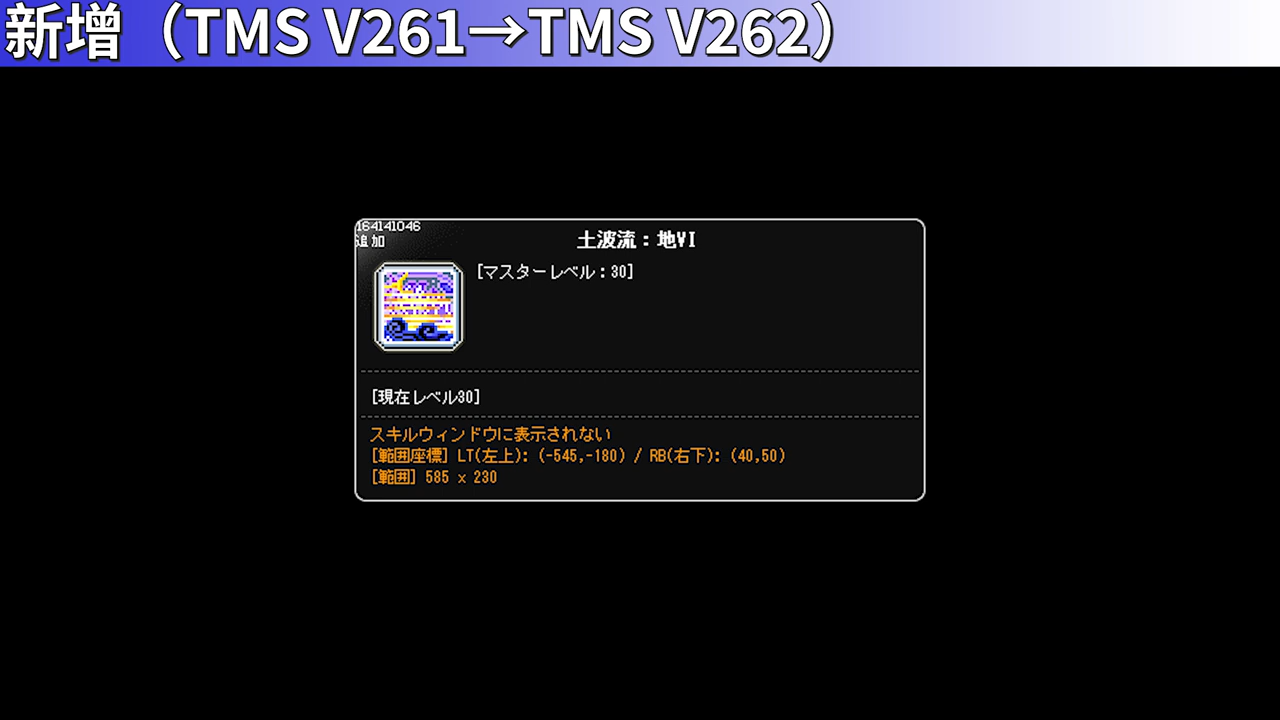 新増（TMS V261→TMS V262）
164141046
追加
土波流：地VI
[マスターレベル：30]
[現在レベル30]
スキルウィンドウに表示されない
[範囲座標] LT(左上): (-545,-180) / RB(右下): (40,50)
[範囲] 585 x 230